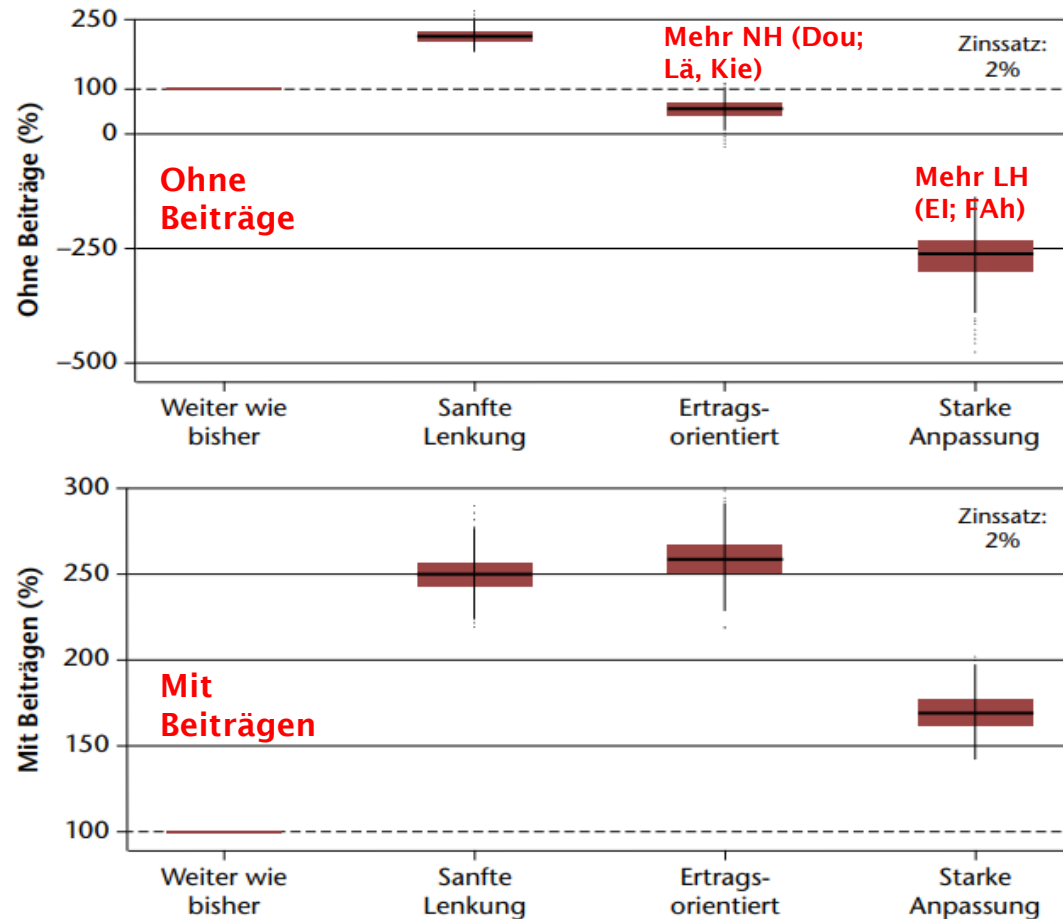 Ohne Beiträge (%)
250
100
0
–250
–500
Mehr NH (Dou;
Lä, Kie)
Zinssatz:
2%
Ohne
Beiträge
Mehr LH
(EI; FAh)
Weiter wie
bisher
Sanfte
Lenkung
Ertrags-
orientiert
Starke
Anpassung
Mit Beiträgen (%)
300
250
200
150
100
Zinssatz:
2%
Mit
Beiträgen
Weiter wie
bisher
Sanfte
Lenkung
Ertrags-
orientiert
Starke
Anpassung